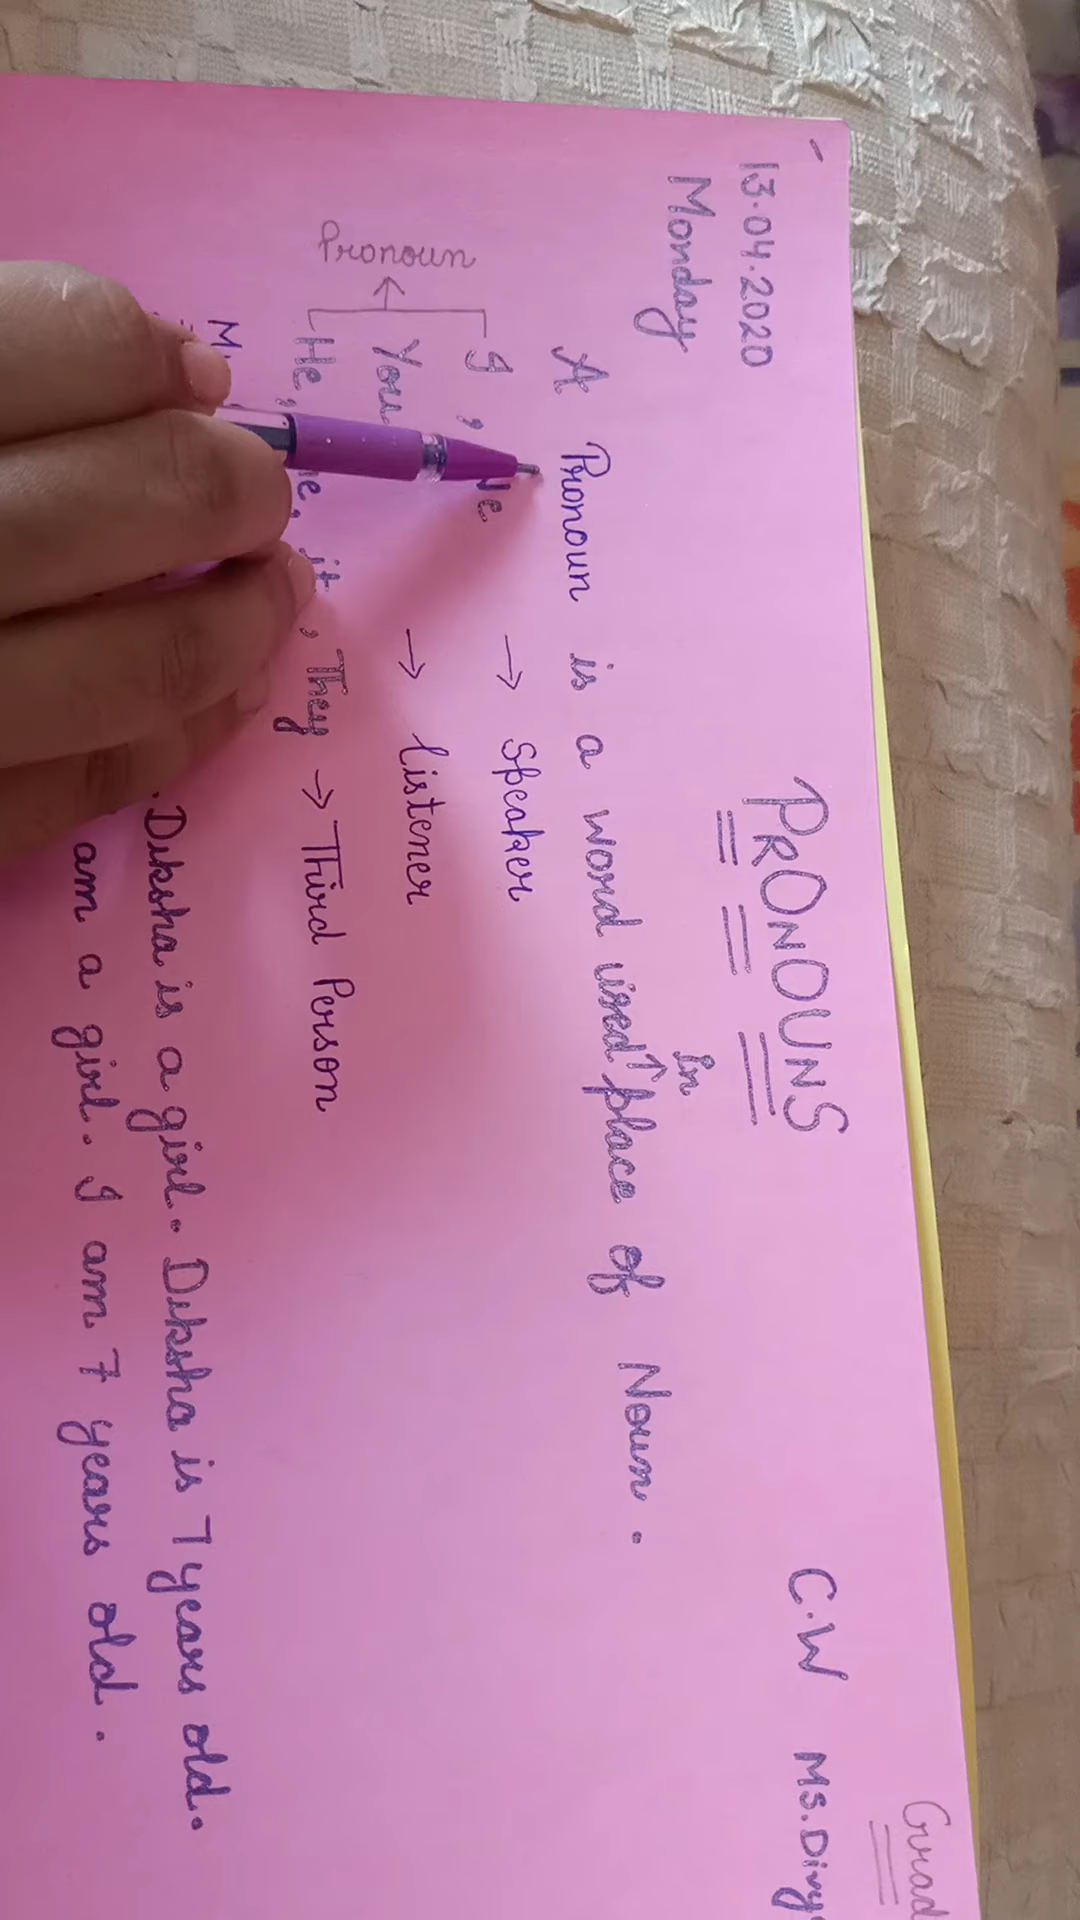 Grad
13.04.2020 PRONOUNS C.W Ms.Divy
Monday
In
A Pronoun is a word used↑place of Noun.
I, We → Speaker
Pronoun ← You → listener
He, it, They → Third Person
M. Diksha is a girl. Diksha is 7 years old.
am a girl. I am 7 years old.